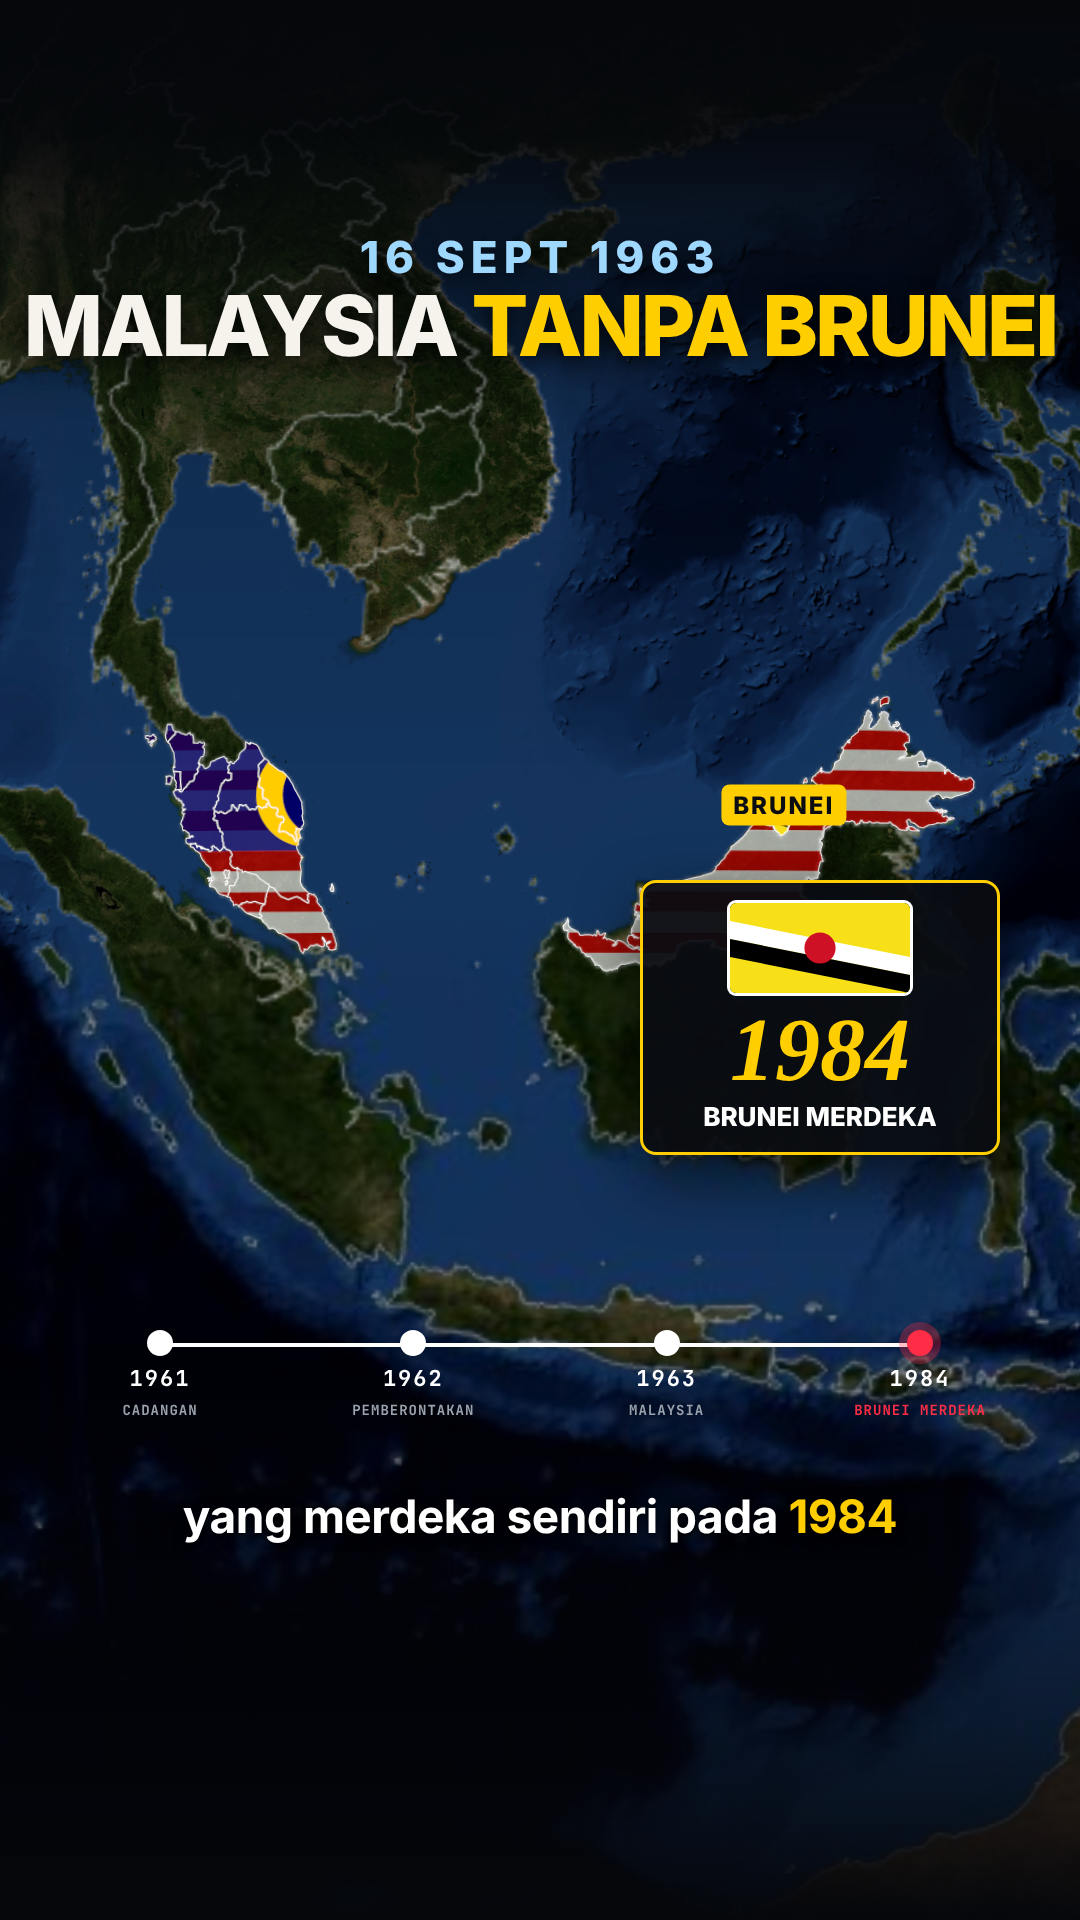 16 SEPT 1963
MALAYSIA TANPA BRUNEI
BRUNEI
1984
BRUNEI MERDEKA
1961
CADANGAN
1962
PEMBERONTAKAN
1963
MALAYSIA
1984
BRUNEI MERDEKA
yang merdeka sendiri pada 1984